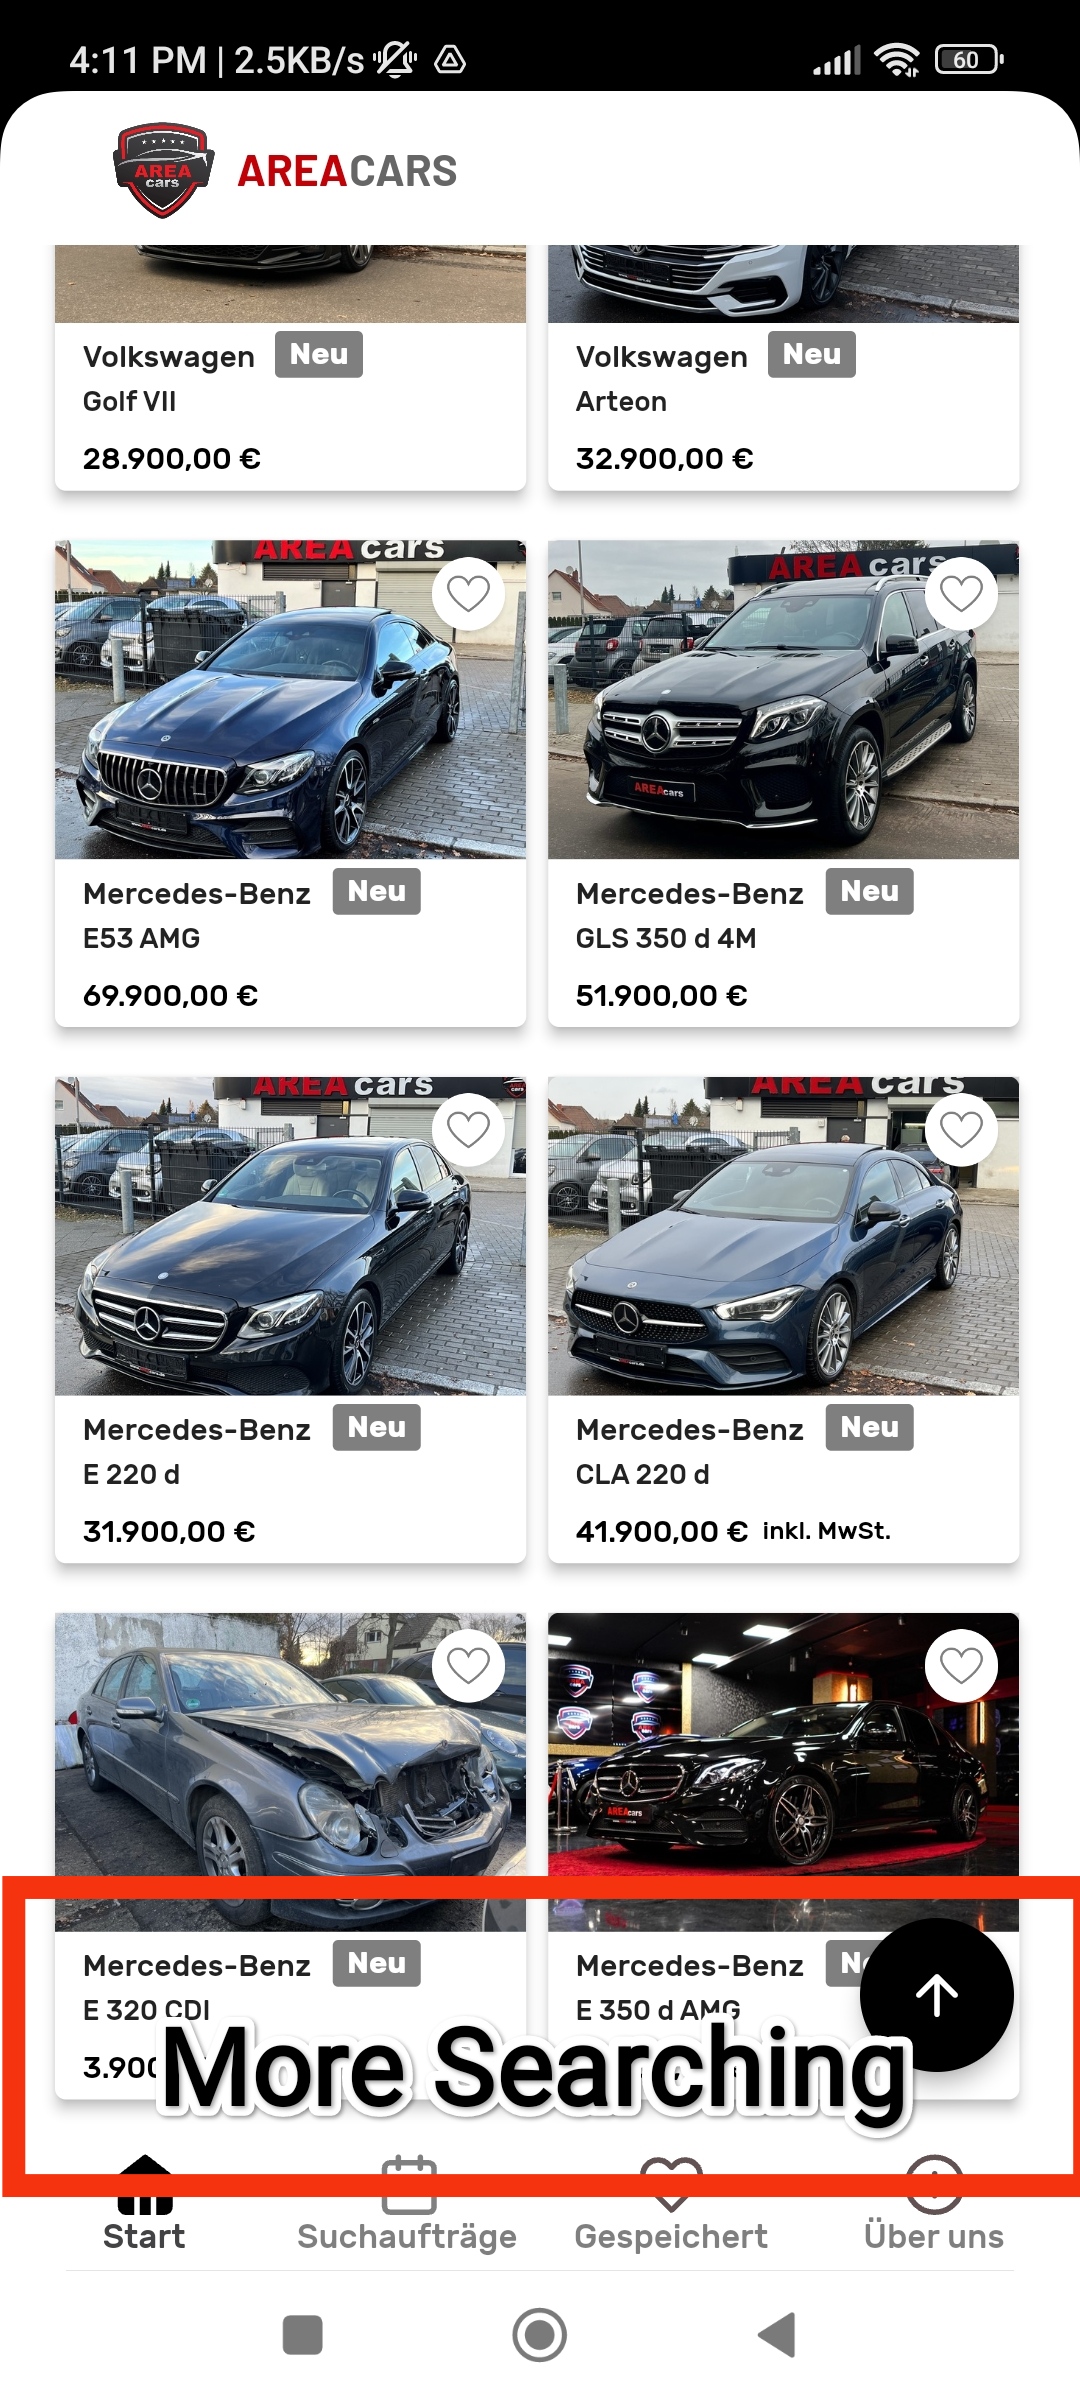 4:11 PM | 2.5KB/s
60
AREA
cars
AREACARS
Volkswagen Neu
Golf VII
28.900,00 €
Volkswagen Neu
Arteon
32.900,00 €
AREA cars
AREA cars
AREAcars
Mercedes-Benz Neu
E53 AMG
69.900,00 €
Mercedes-Benz Neu
GLS 350 d 4M
51.900,00 €
AREA cars
AREA cars
Mercedes-Benz Neu
E 220 d
31.900,00 €
Mercedes-Benz Neu
CLA 220 d
41.900,00 € inkl. MwSt.
AREAcars
Mercedes-Benz Neu
E 320 CDI
3.900
Mercedes-Benz
E 350 d AMG
More Searching
Start
Suchaufträge
Gespeichert
Über uns